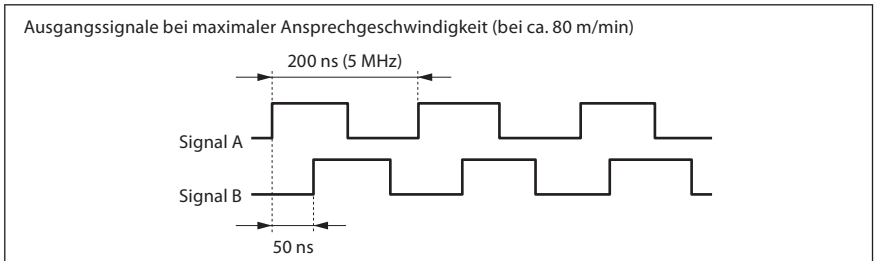 Ausgangssignale bei maximaler Ansprechgeschwindigkeit (bei ca. 80 m/min)
200 ns (5 MHz)
Signal A
Signal B
50 ns